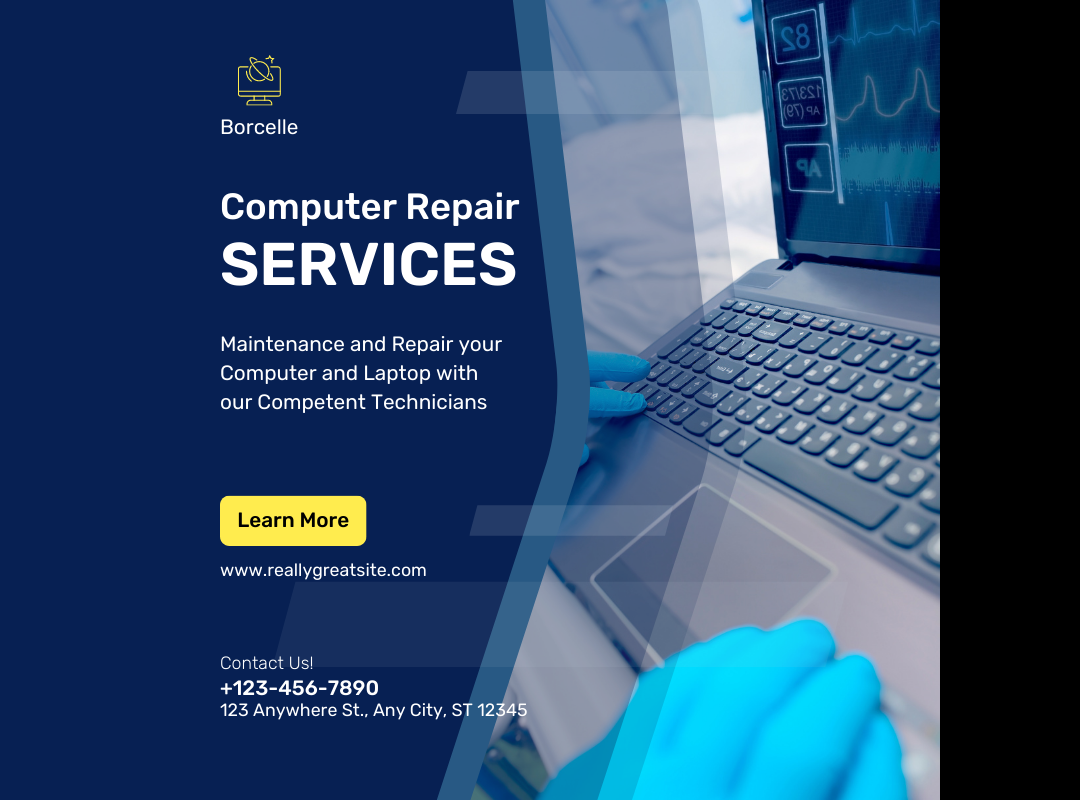 Borcelle
Computer Repair
SERVICES
Maintenance and Repair your
Computer and Laptop with
our Competent Technicians
Learn More
www.reallygreatsite.com
Contact Us!
+123-456-7890
123 Anywhere St., Any City, ST 12345
82
123/73
AP (79)
AP